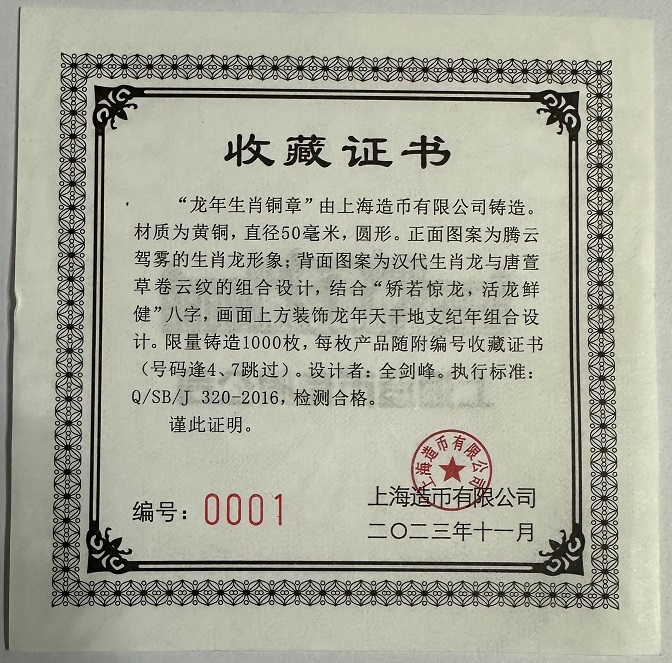 收藏证书
“龙年生肖铜章”由上海造币有限公司铸造。
材质为黄铜，直径50毫米，圆形。正面图案为腾云
驾雾的生肖龙形象；背面图案为汉代生肖龙与唐萱
草卷云纹的组合设计，结合“矫若惊龙，活龙鲜
健”八字，画面上方装饰龙年天干地支纪年组合设
计。限量铸造1000枚，每枚产品随附编号收藏证书
（号码逢4、7跳过）。设计者：全剑峰。执行标准：
Q/SB/J 320-2016，检测合格。
谨此证明。
上海造币有限公司
编号：0001
上海造币有限公司
二〇二三年十一月